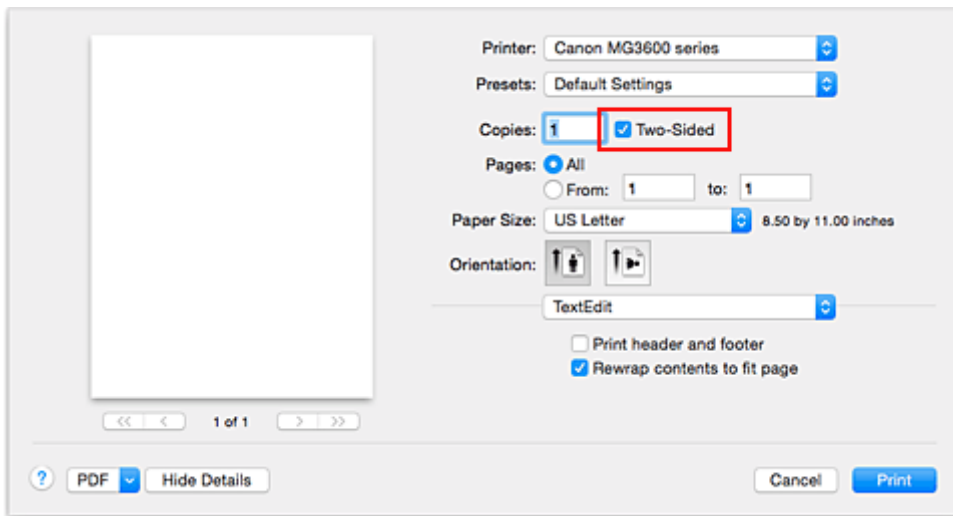 Printer: Canon MG3600 series
Presets: Default Settings
Copies: 1 Two-Sided
Pages: All
From: 1 to: 1
Paper Size: US Letter 8.50 by 11.00 inches
Orientation:
TextEdit
Print header and footer
Rewrap contents to fit page
<< < 1 of 1 > >>
? PDF Hide Details Cancel Print